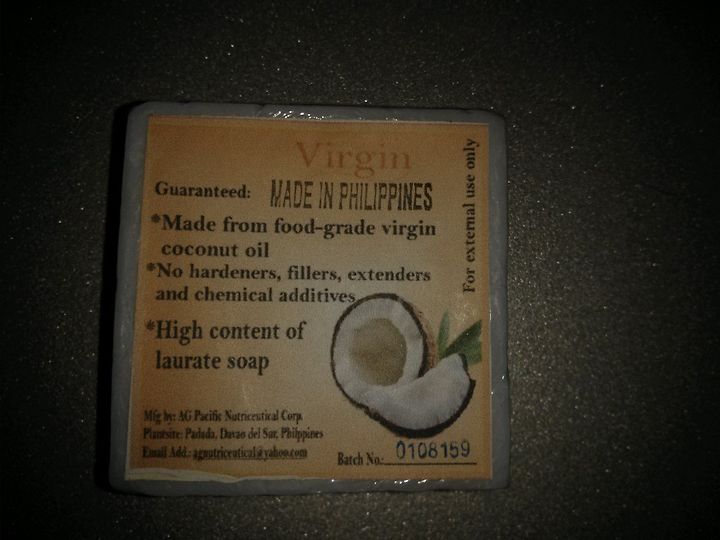 Virgin
Guaranteed: MADE IN PHILIPPINES
*Made from food-grade virgin
coconut oil
*No hardeners, fillers, extenders
and chemical additives
*High content of
laurate soap
For external use only
Mfg by: AG Pacific Nutriceutical Corp.
Plantsite: Padada, Davao del Sur, Philppines
Email Add.: agnutriceutical@yahoo.com
Batch No.: 0108159